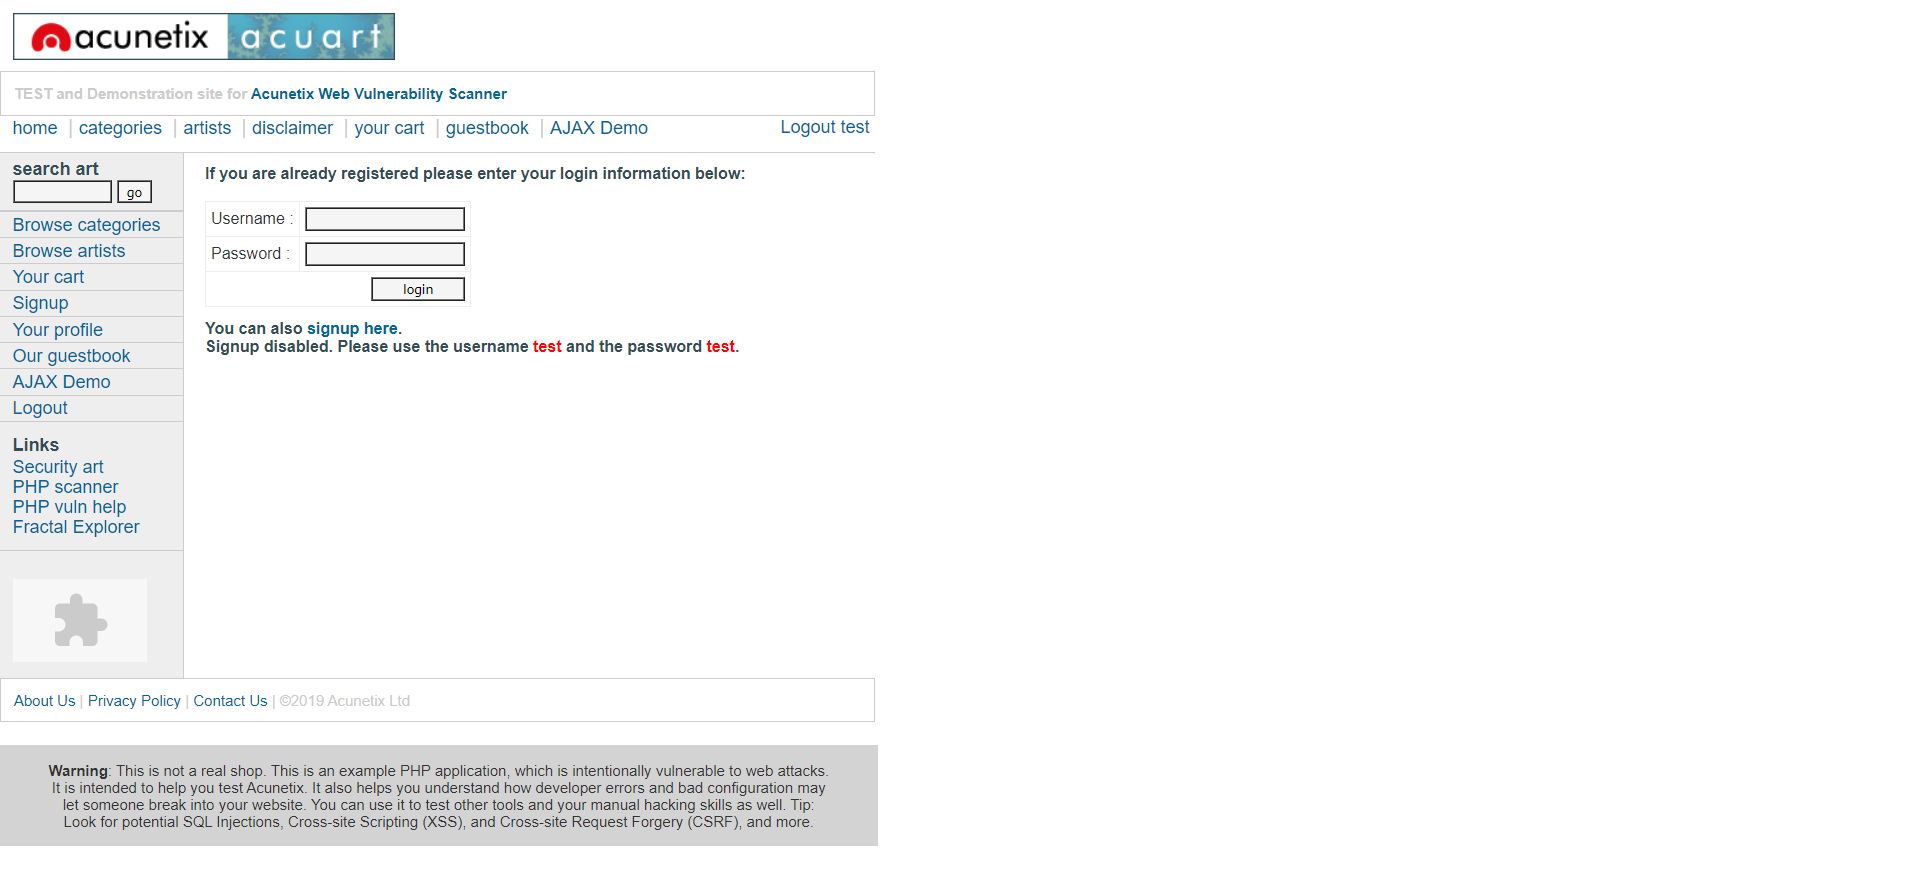 acunetix acuart
TEST and Demonstration site for Acunetix Web Vulnerability Scanner
home | categories | artists | disclaimer | your cart | guestbook | AJAX Demo
Logout test
search art
go
Browse categories
Browse artists
Your cart
Signup
Your profile
Our guestbook
AJAX Demo
Logout
Links
Security art
PHP scanner
PHP vuln help
Fractal Explorer
If you are already registered please enter your login information below:
Username :
Password :
login
You can also signup here.
Signup disabled. Please use the username test and the password test.
About Us | Privacy Policy | Contact Us | ©2019 Acunetix Ltd
Warning: This is not a real shop. This is an example PHP application, which is intentionally vulnerable to web attacks.
It is intended to help you test Acunetix. It also helps you understand how developer errors and bad configuration may
let someone break into your website. You can use it to test other tools and your manual hacking skills as well. Tip:
Look for potential SQL Injections, Cross-site Scripting (XSS), and Cross-site Request Forgery (CSRF), and more.